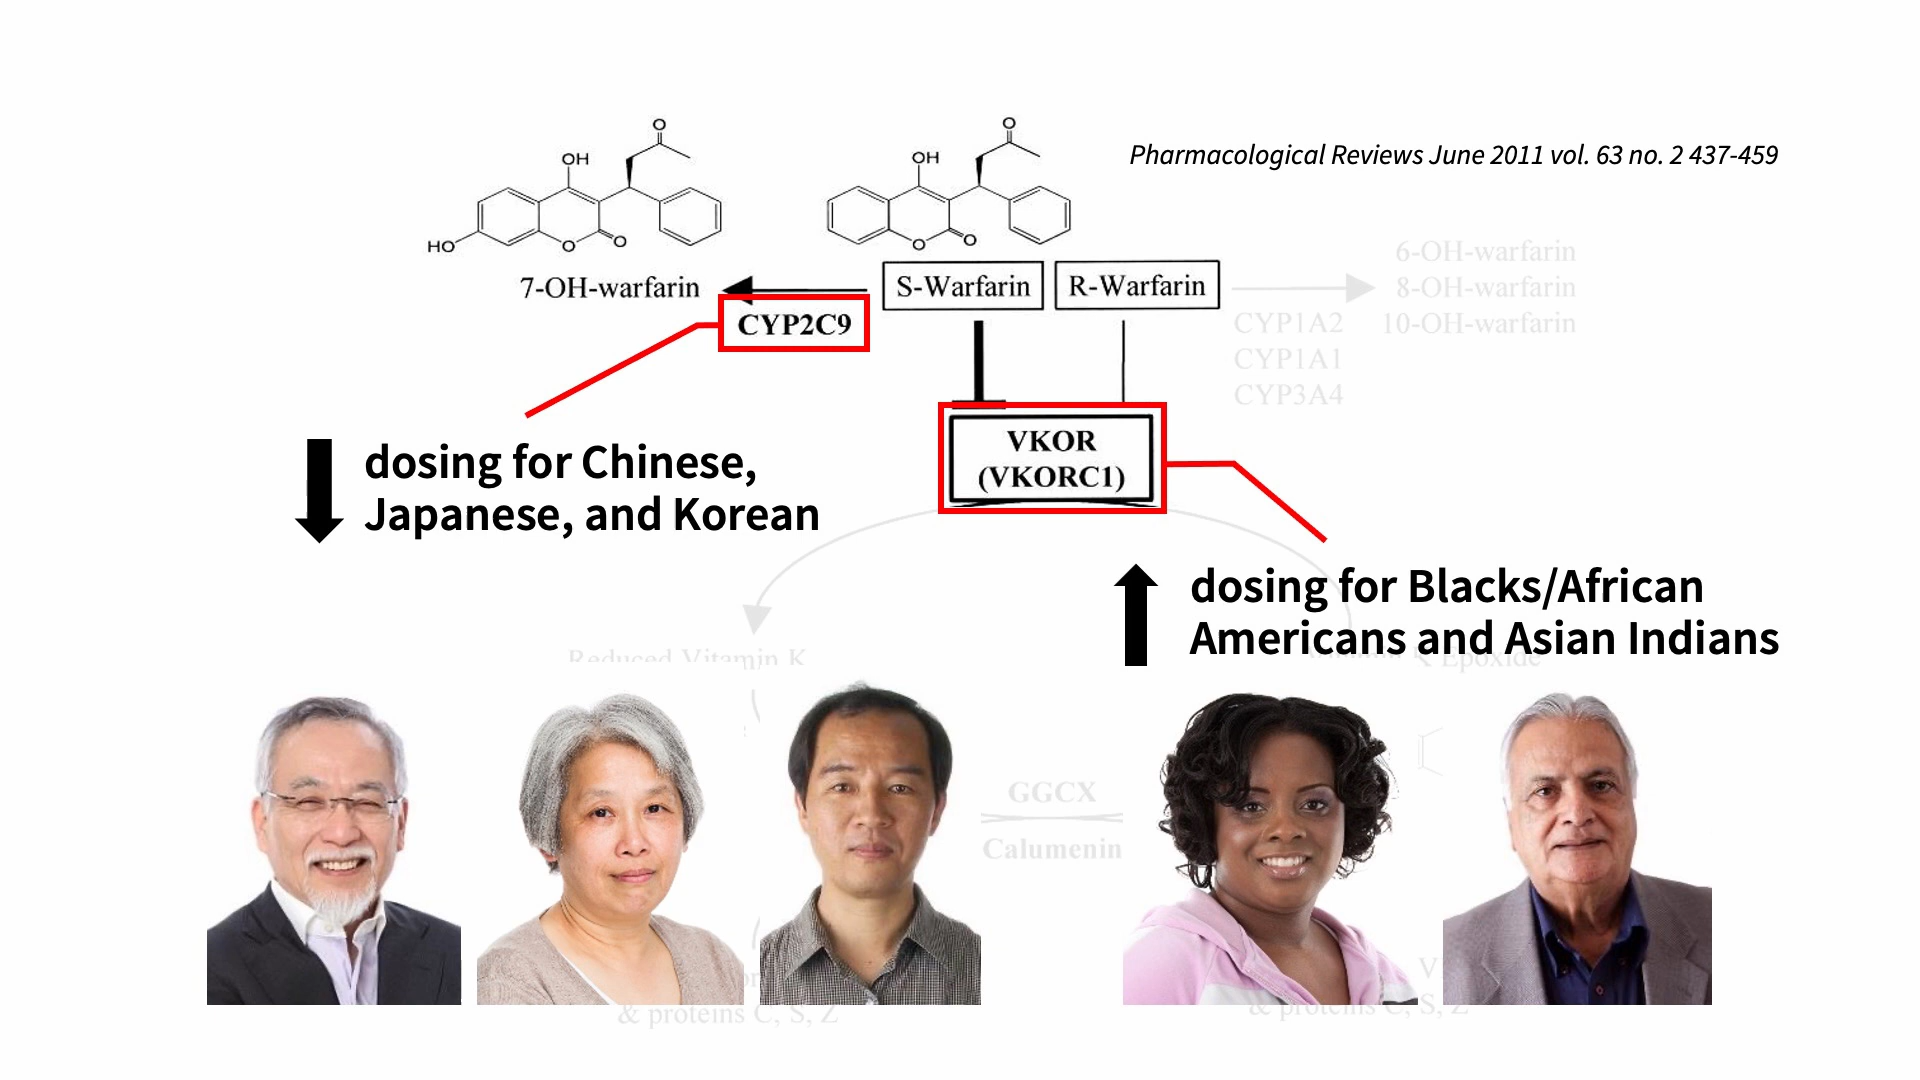 O
OH
HO
O
O
O
OH
O
O
Pharmacological Reviews June 2011 vol. 63 no. 2 437-459
7-OH-warfarin
S-Warfarin
R-Warfarin
6-OH-warfarin
8-OH-warfarin
10-OH-warfarin
CYP2C9
CYP1A2
CYP1A1
CYP3A4
VKOR
(VKORC1)
dosing for Chinese,
Japanese, and Korean
dosing for Blacks/African
Americans and Asian Indians
Reduced Vitamin K
Epoxide
GGCX
Calumenin
& proteins C, S, Z
& proteins C, S, Z